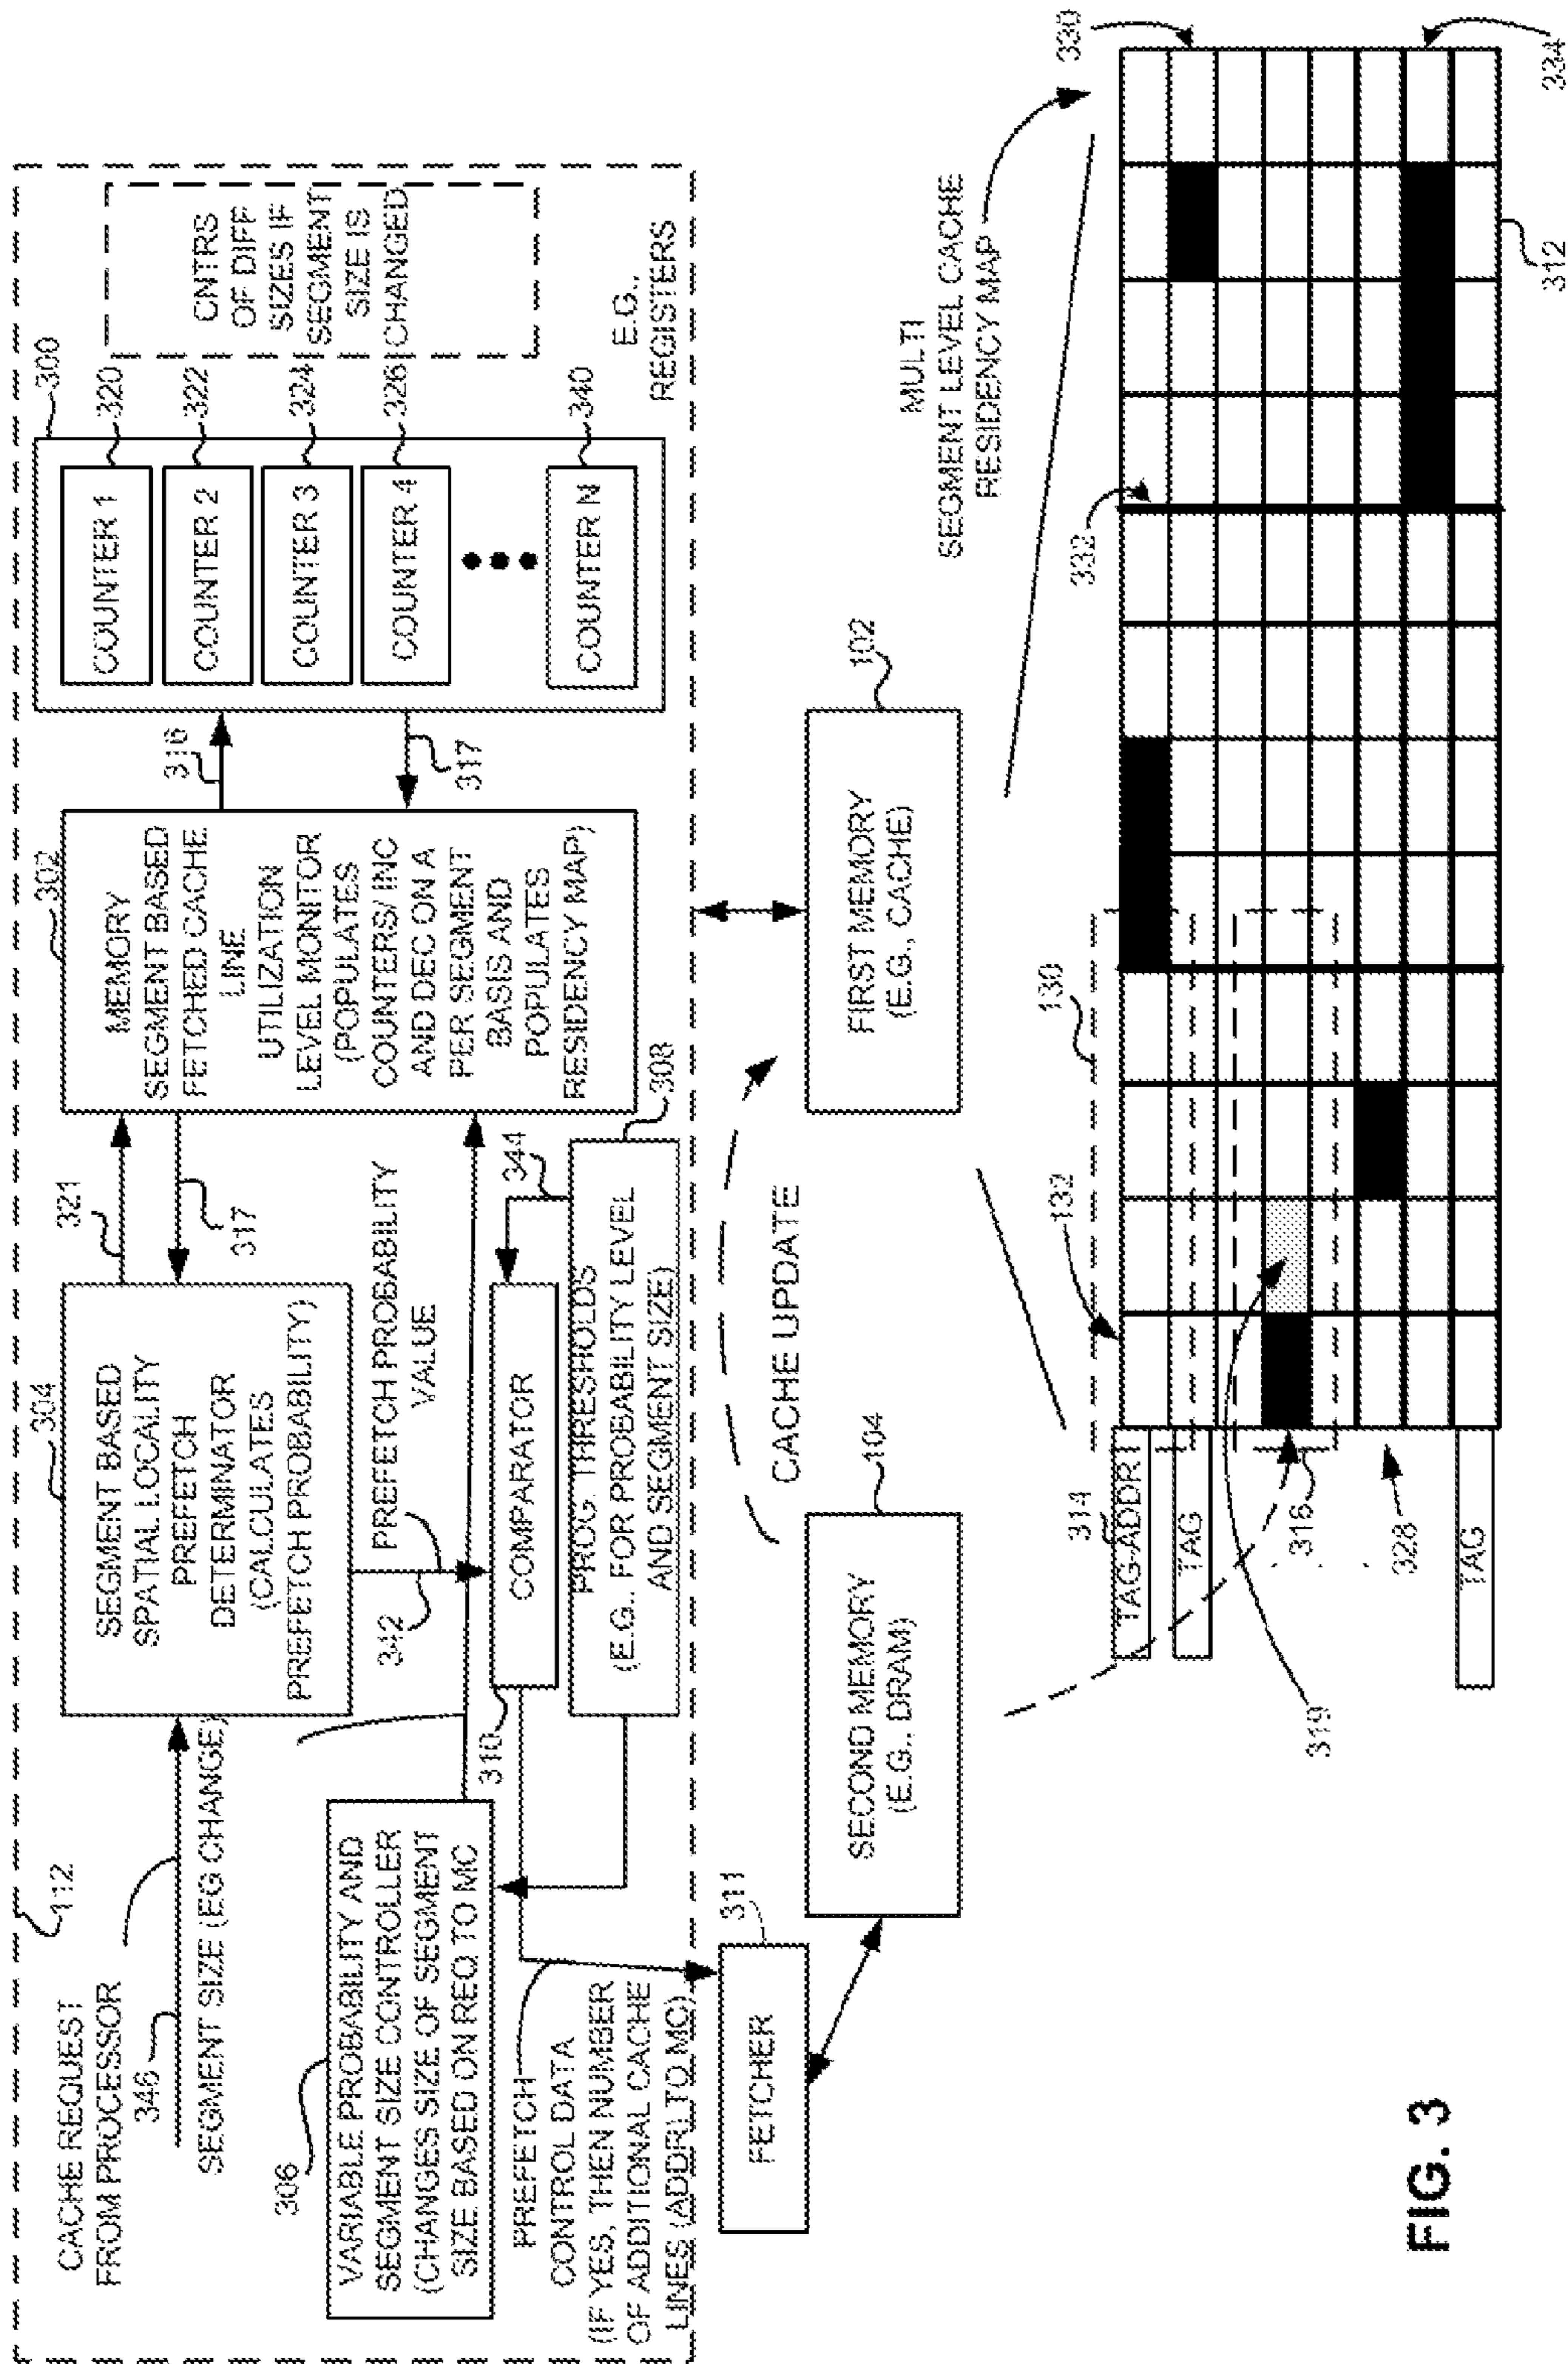 112
CACHE REQUEST
FROM PROCESSOR
346
SEGMENT SIZE (EG CHANGE)
304
SEGMENT BASED
SPATIAL LOCALITY
PREFETCH
DETERMINATOR
(CALCULATES
PREFETCH PROBABILITY)
321
317
302
MEMORY
SEGMENT BASED
FETCHED CACHE
LINE
UTILIZATION
LEVEL MONITOR
(POPULATES
COUNTERS/ INC
AND DEC ON A
PER SEGMENT
BASIS AND
POPULATES
RESIDENCY MAP)
316
317
300
COUNTER 1
COUNTER 2
COUNTER 3
COUNTER 4
COUNTER N
320
322
324
326
340
CNTRS
OF DIFF
SIZES IF
SEGMENT
SIZE IS
CHANGED
E.G.,
REGISTERS
306
VARIABLE PROBABILITY AND
SEGMENT SIZE CONTROLLER
(CHANGES SIZE OF SEGMENT
SIZE BASED ON REQ TO MC
342
PREFETCH PROBABILITY
VALUE
310
COMPARATOR
344
308
PROG. THRESHOLDS
(E.G.. FOR PROBABILITY LEVEL
AND SEGMENT SIZE)
PREFETCH
CONTROL DATA
(IF YES, THEN NUMBER
OF ADDITIONAL CACHE
LINES (ADDR) TO MC)
311
FETCHER
104
SECOND MEMORY
(E.G., DRAM)
CACHE UPDATE
102
FIRST MEMORY
(E.G., CACHE)
MULTI
SEGMENT LEVEL CACHE
RESIDENCY MAP
330
314
TAG-ADDR
TAG
TAG
132
130
332
316
328
319
312
334
FIG. 3